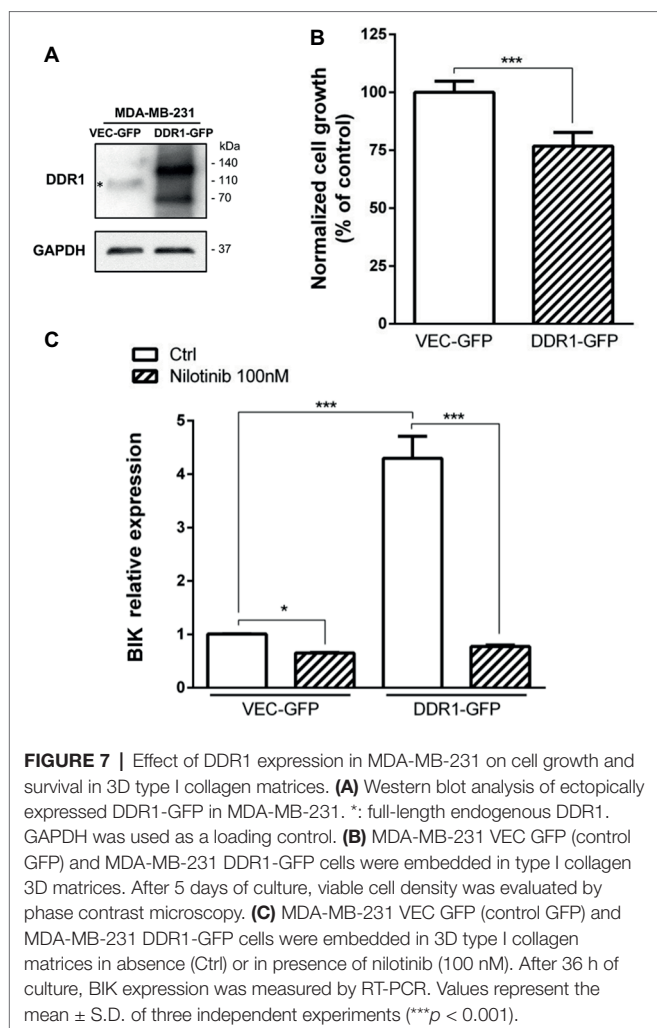 A
MDA-MB-231
VEC-GFP DDR1-GFP
kDa
DDR1
*
- 140
- 110
- 70
GAPDH
- 37
B
Normalized cell growth
(% of control)
125
100
75
50
25
0
***
VEC-GFP DDR1-GFP
C
Ctrl
Nilotinib 100nM
BIK relative expression
5
4
3
2
1
0
***
***
*
VEC-GFP DDR1-GFP
FIGURE 7 | Effect of DDR1 expression in MDA-MB-231 on cell growth and
survival in 3D type I collagen matrices. (A) Western blot analysis of ectopically
expressed DDR1-GFP in MDA-MB-231. *: full-length endogenous DDR1.
GAPDH was used as a loading control. (B) MDA-MB-231 VEC GFP (control
GFP) and MDA-MB-231 DDR1-GFP cells were embedded in type I collagen
3D matrices. After 5 days of culture, viable cell density was evaluated by
phase contrast microscopy. (C) MDA-MB-231 VEC GFP (control GFP) and
MDA-MB-231 DDR1-GFP cells were embedded in 3D type I collagen
matrices in absence (Ctrl) or in presence of nilotinib (100 nM). After 36 h of
culture, BIK expression was measured by RT-PCR. Values represent the
mean ± S.D. of three independent experiments (***p < 0.001).